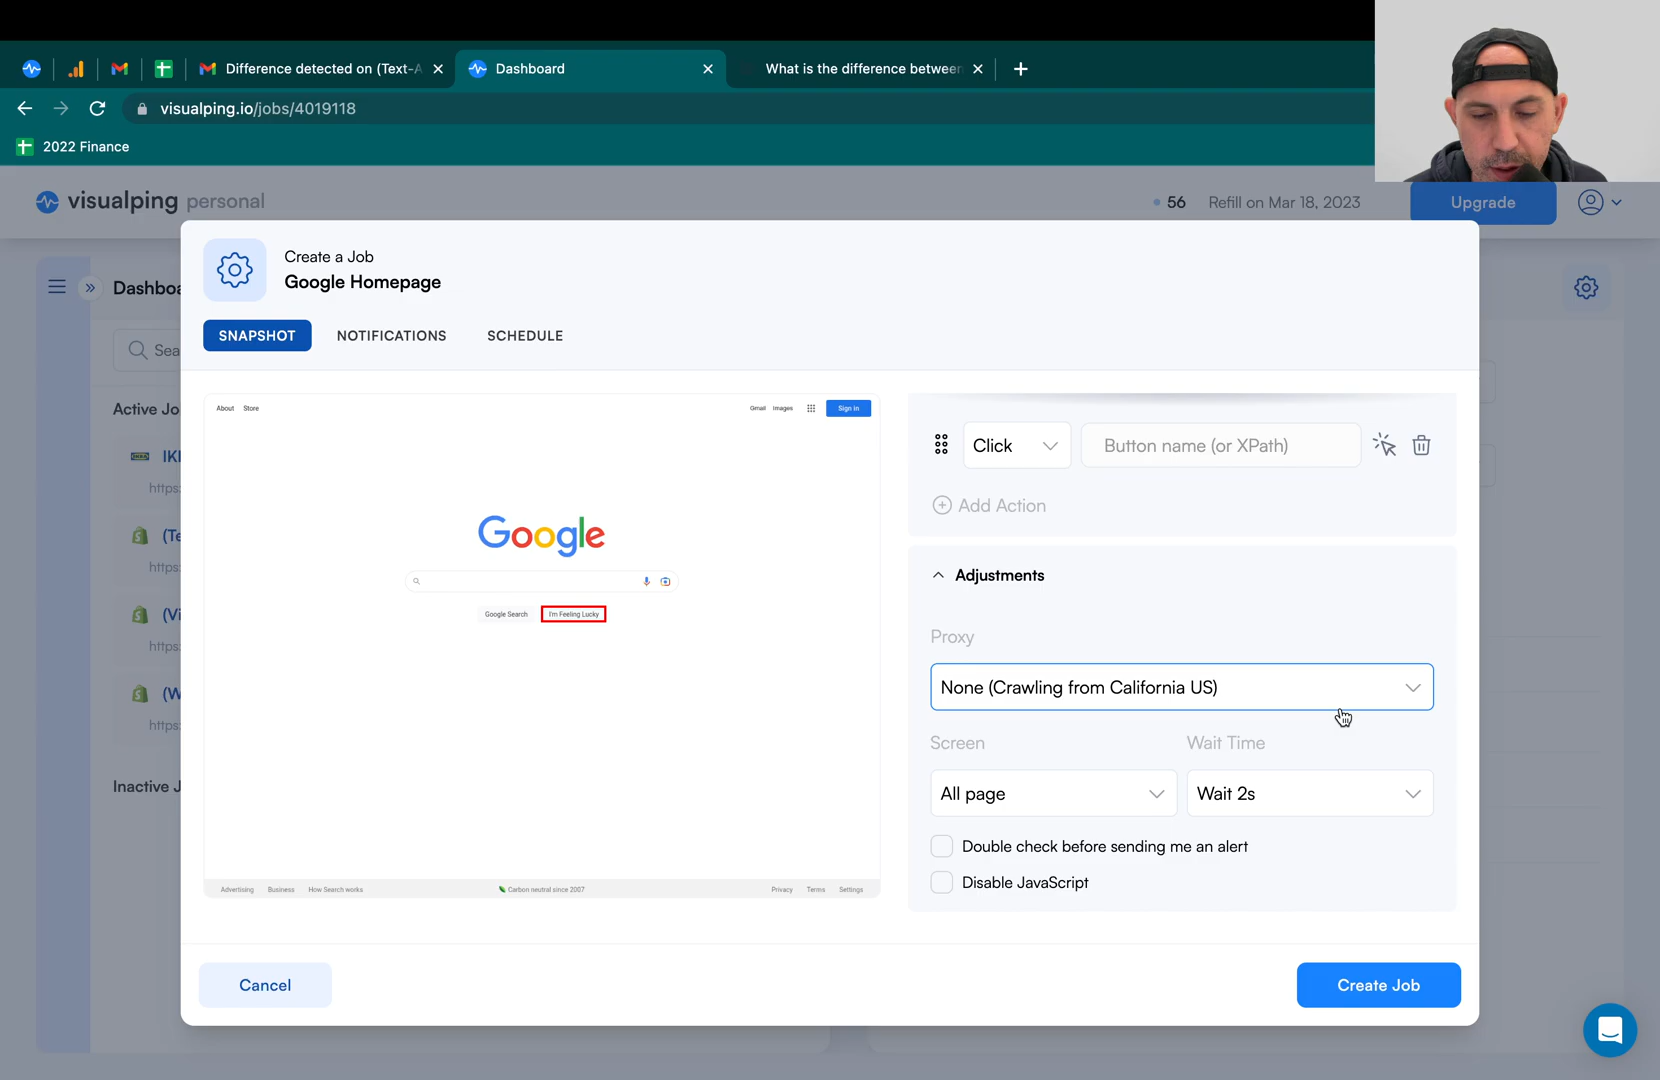 Difference detected on (Text-A
Dashboard
What is the difference between
visualping.io/jobs/4019118
2022 Finance
visualping personal
56
Refill on Mar 18, 2023
Upgrade
Dashboa
Create a Job
Google Homepage
SNAPSHOT
NOTIFICATIONS
SCHEDULE
Sea
Active Jo
IKEA
IKI
https:
(Te
https:
(Vi
https:
(W
https:
Inactive J
About
Store
Gmail
Images
Sign in
Google
Google Search
I'm Feeling Lucky
Advertising
Business
How Search works
Carbon neutral since 2007
Privacy
Terms
Settings
Click
Button name (or XPath)
Add Action
Adjustments
Proxy
None (Crawling from California US)
Screen
Wait Time
All page
Wait 2s
Double check before sending me an alert
Disable JavaScript
Cancel
Create Job